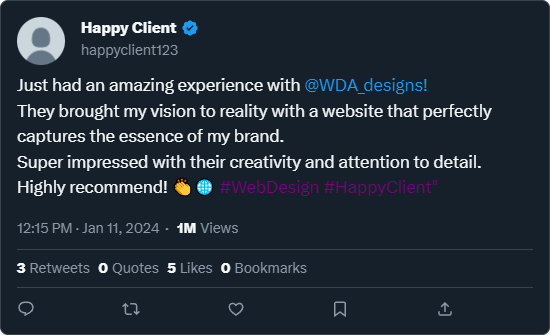 Happy Client
happyclient123
Just had an amazing experience with @WDA_designs!
They brought my vision to reality with a website that perfectly
captures the essence of my brand.
Super impressed with their creativity and attention to detail.
Highly recommend! 👏🌐 #WebDesign #HappyClient"
12:15 PM · Jan 11, 2024 · 1M Views
3 Retweets 0 Quotes 5 Likes 0 Bookmarks